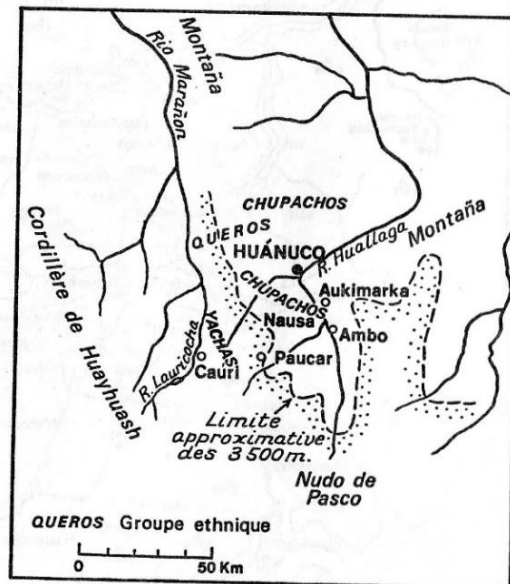 Montaña
Rio Marañon
CHUPACHOS
QUEROS
HUÁNUCO
R. Huallaga
Montaña
Cordillère de Huayhuash
CHUPACHOS
Aukimarka
Nausa
Ambo
YACHAS
R. Lauricocha
Cauri
Paucar
Limite
approximative
des 3500m.
Nudo de
Pasco
QUEROS Groupe ethnique
0 50 Km